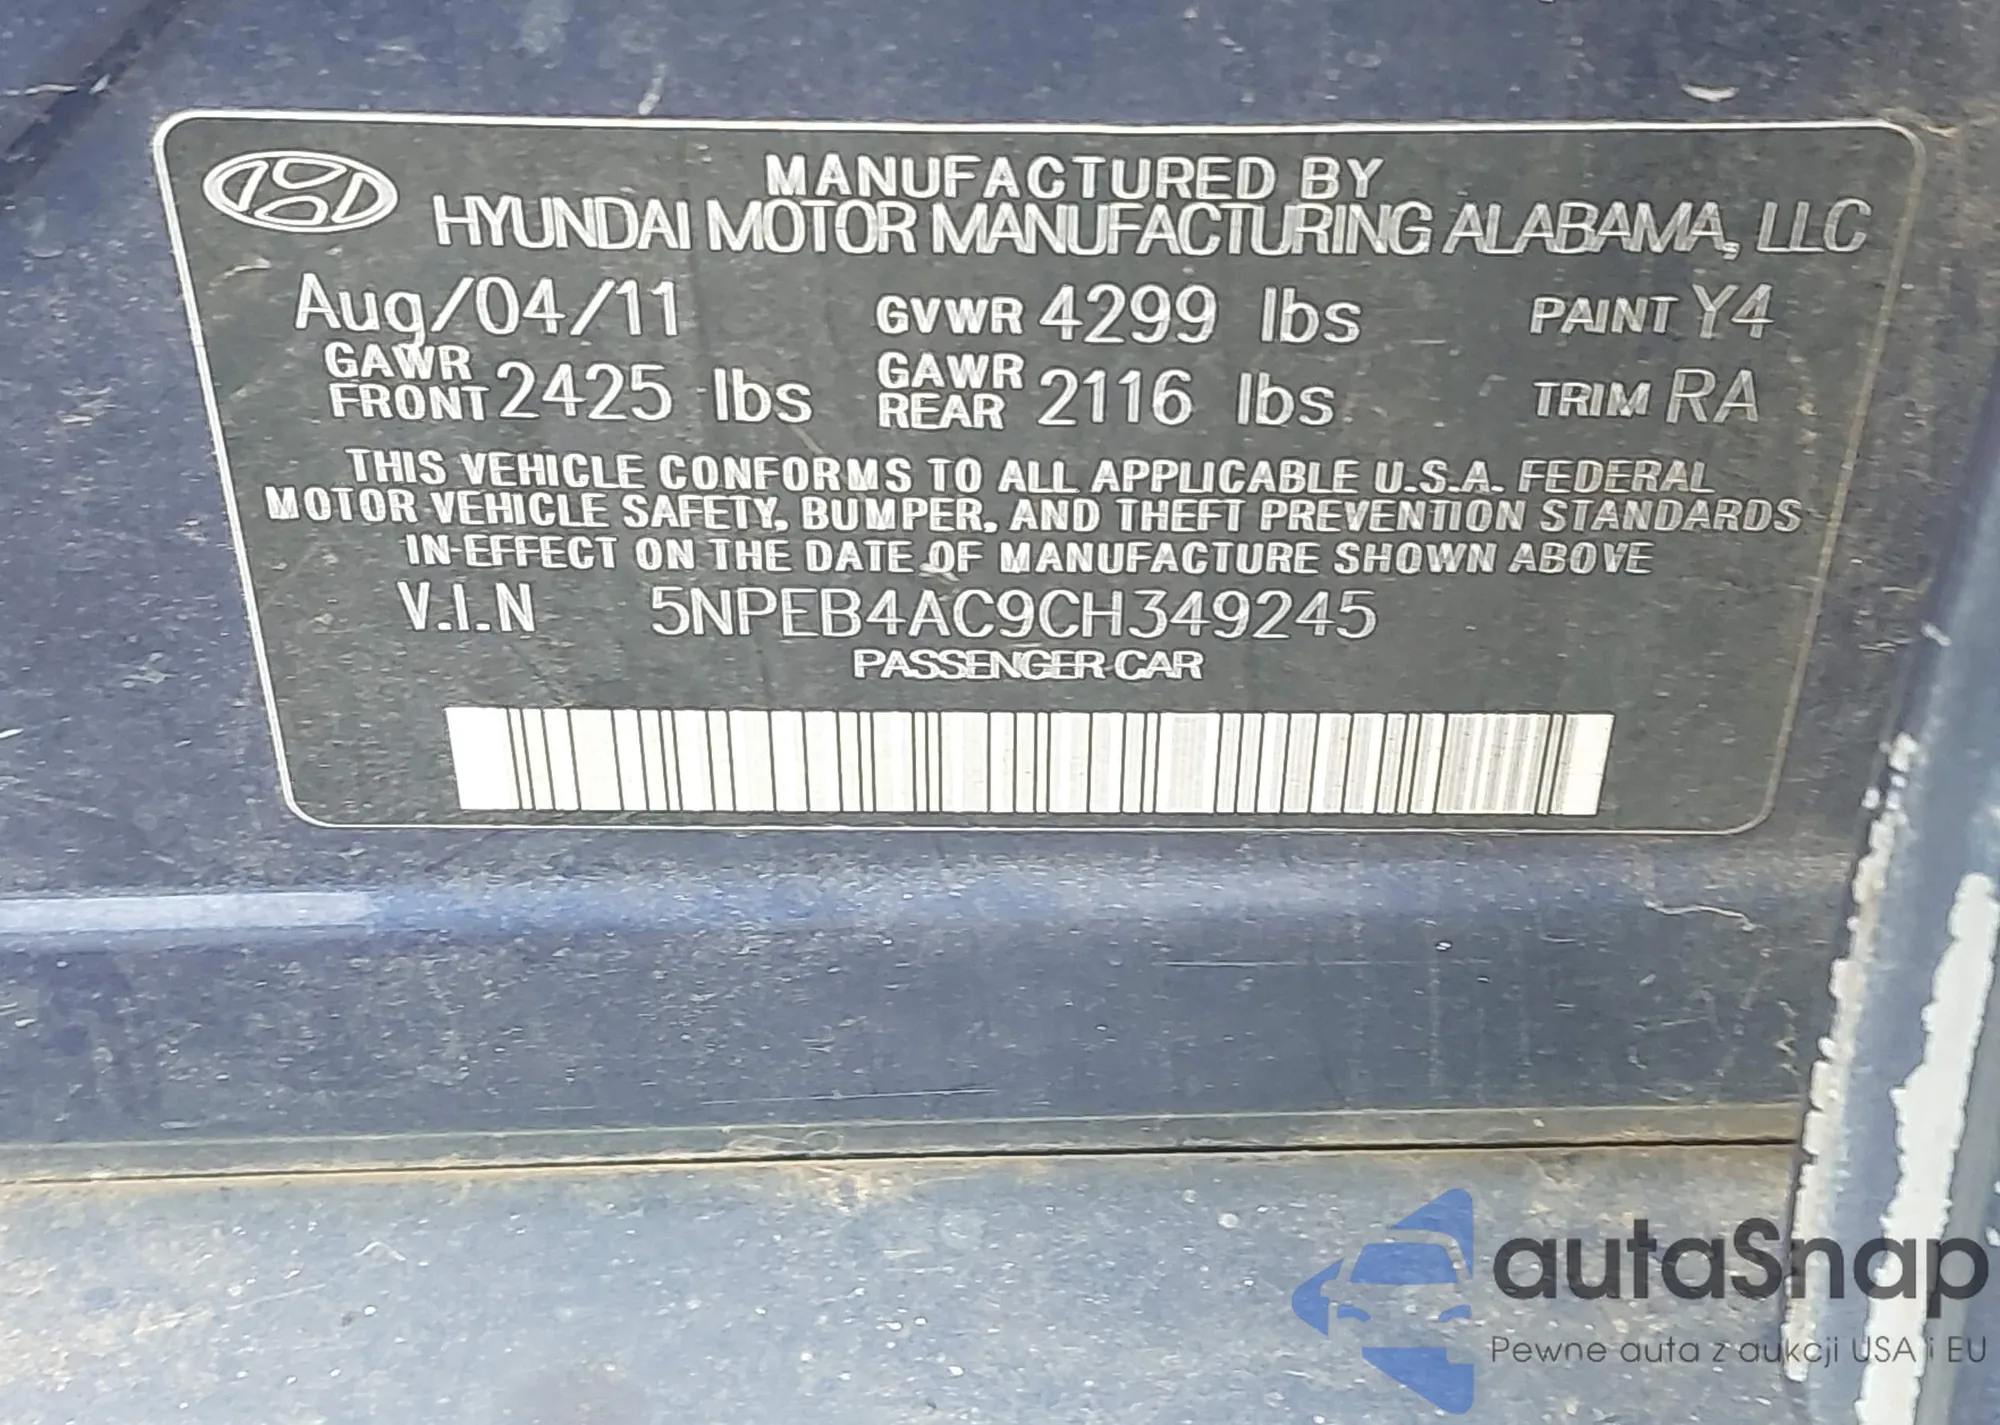 MANUFACTURED BY
HYUNDAI MOTOR MANUFACTURING ALABAMA, LLC
Aug/04/11 GVWR 4299 lbs PAINT Y4
GAWR FRONT 2425 lbs GAWR REAR 2116 lbs TRIM RA
THIS VEHICLE CONFORMS TO ALL APPLICABLE U.S.A. FEDERAL
MOTOR VEHICLE SAFETY, BUMPER, AND THEFT PREVENTION STANDARDS
IN-EFFECT ON THE DATE OF MANUFACTURE SHOWN ABOVE
V.I.N 5NPEB4AC9CH349245
PASSENGER CAR
autaSnap
Pewne auta z aukcji USA i EU